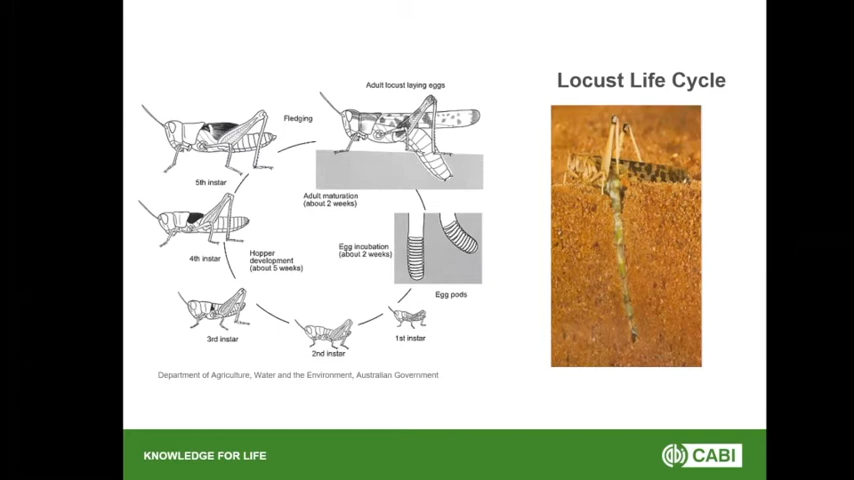 Locust Life Cycle
Adult locust laying eggs
Fledging
5th instar
Adult maturation
(about 2 weeks)
4th instar
Hopper
development
(about 5 weeks)
Egg incubation
(about 2 weeks)
Egg pods
3rd instar
2nd instar
1st instar
Department of Agriculture, Water and the Environment, Australian Government
KNOWLEDGE FOR LIFE
cabi CABI